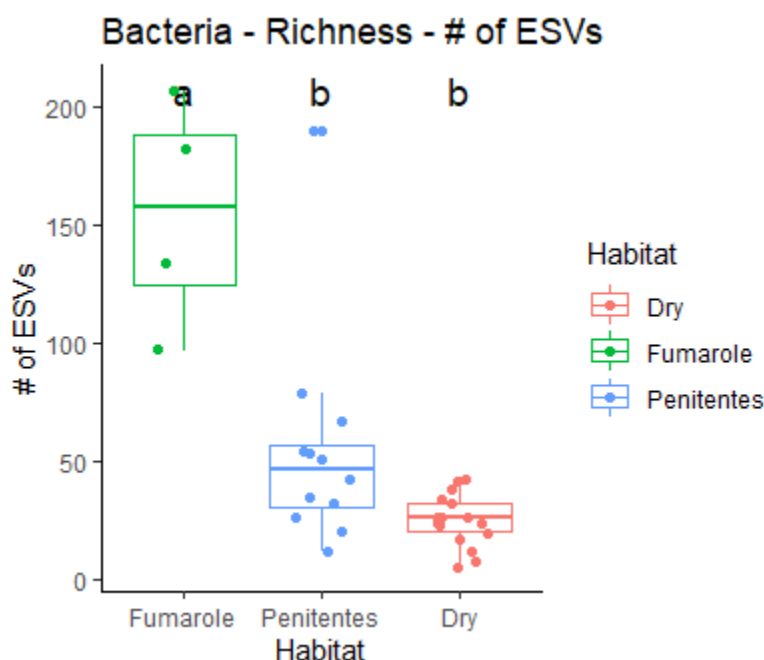 Bacteria - Richness - # of ESVs
a b b
200
150
100
50
0
# of ESVs
Fumarole Penitentes Dry
Habitat
Habitat
Dry
Fumarole
Penitentes